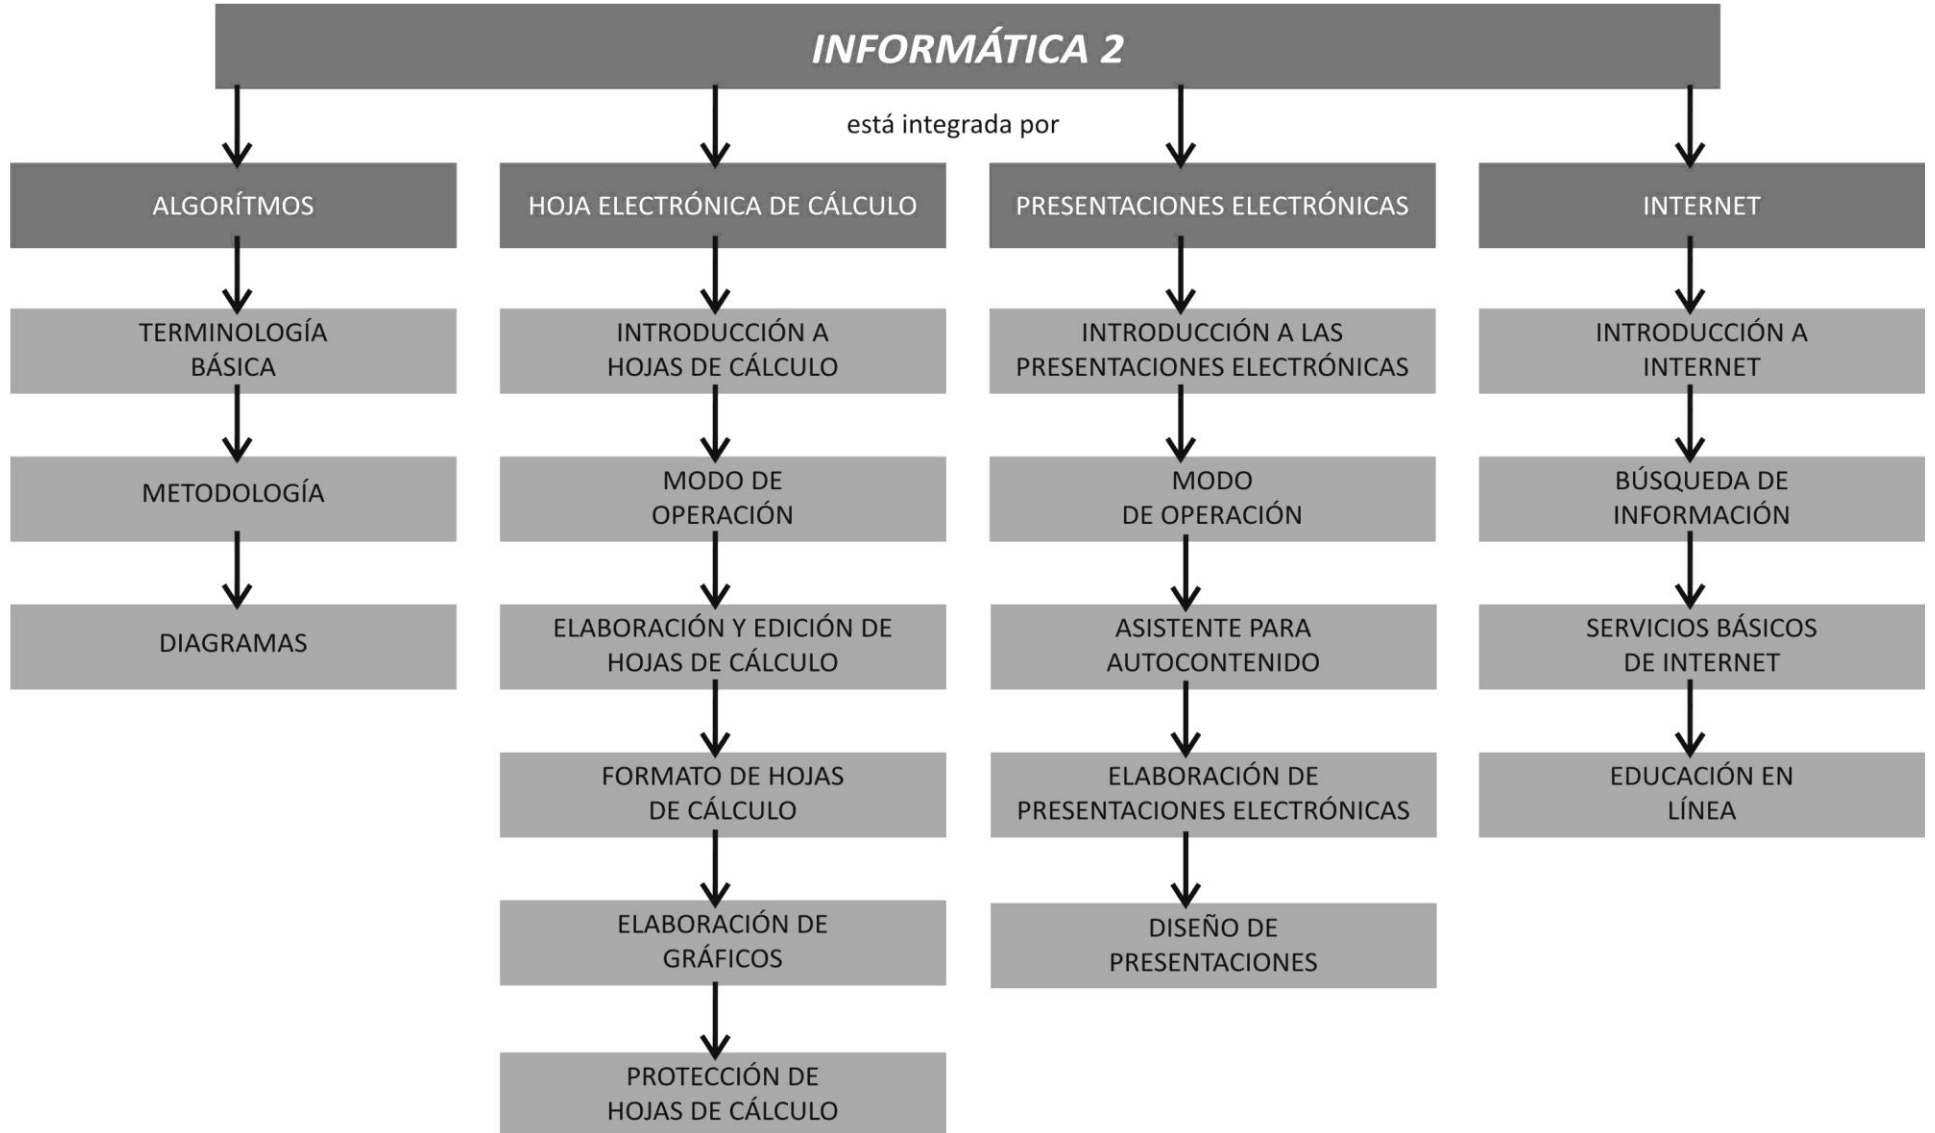 INFORMÁTICA 2
está integrada por
ALGORÍTMOS
TERMINOLOGÍA
BÁSICA
METODOLOGÍA
DIAGRAMAS
HOJA ELECTRÓNICA DE CÁLCULO
INTRODUCCIÓN A
HOJAS DE CÁLCULO
MODO DE
OPERACIÓN
ELABORACIÓN Y EDICIÓN DE
HOJAS DE CÁLCULO
FORMATO DE HOJAS
DE CÁLCULO
ELABORACIÓN DE
GRÁFICOS
PROTECCIÓN DE
HOJAS DE CÁLCULO
PRESENTACIONES ELECTRÓNICAS
INTRODUCCIÓN A LAS
PRESENTACIONES ELECTRÓNICAS
MODO
DE OPERACIÓN
ASISTENTE PARA
AUTOCONTENIDO
ELABORACIÓN DE
PRESENTACIONES ELECTRÓNICAS
DISEÑO DE
PRESENTACIONES
INTERNET
INTRODUCCIÓN A
INTERNET
BÚSQUEDA DE
INFORMACIÓN
SERVICIOS BÁSICOS
DE INTERNET
EDUCACIÓN EN
LÍNEA